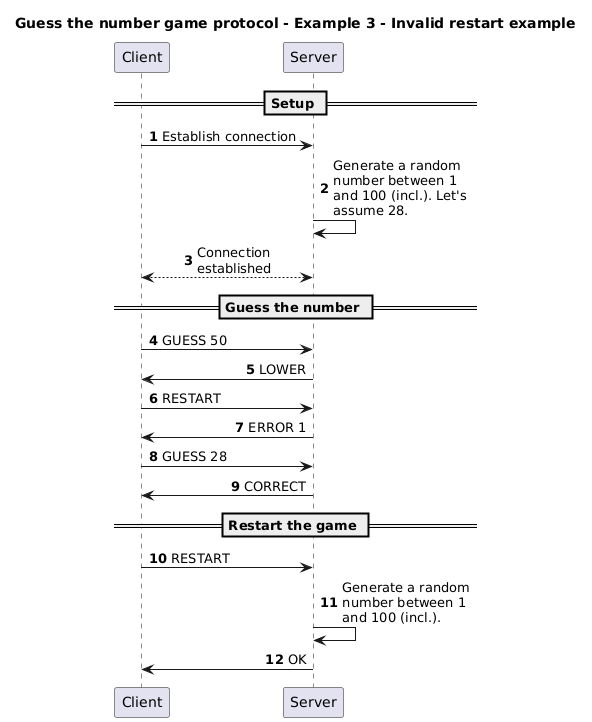 Guess the number game protocol - Example 3 - Invalid restart example
Client
Server
Setup
1 Establish connection
Generate a random
number between 1
2
and 100 (incl.). Let's
assume 28.
3 Connection
established
Guess the number
4 GUESS 50
5 LOWER
6 RESTART
7 ERROR 1
8 GUESS 28
9 CORRECT
Restart the game
10 RESTART
Generate a random
11 number between 1
and 100 (incl.).
12 OK
Client
Server